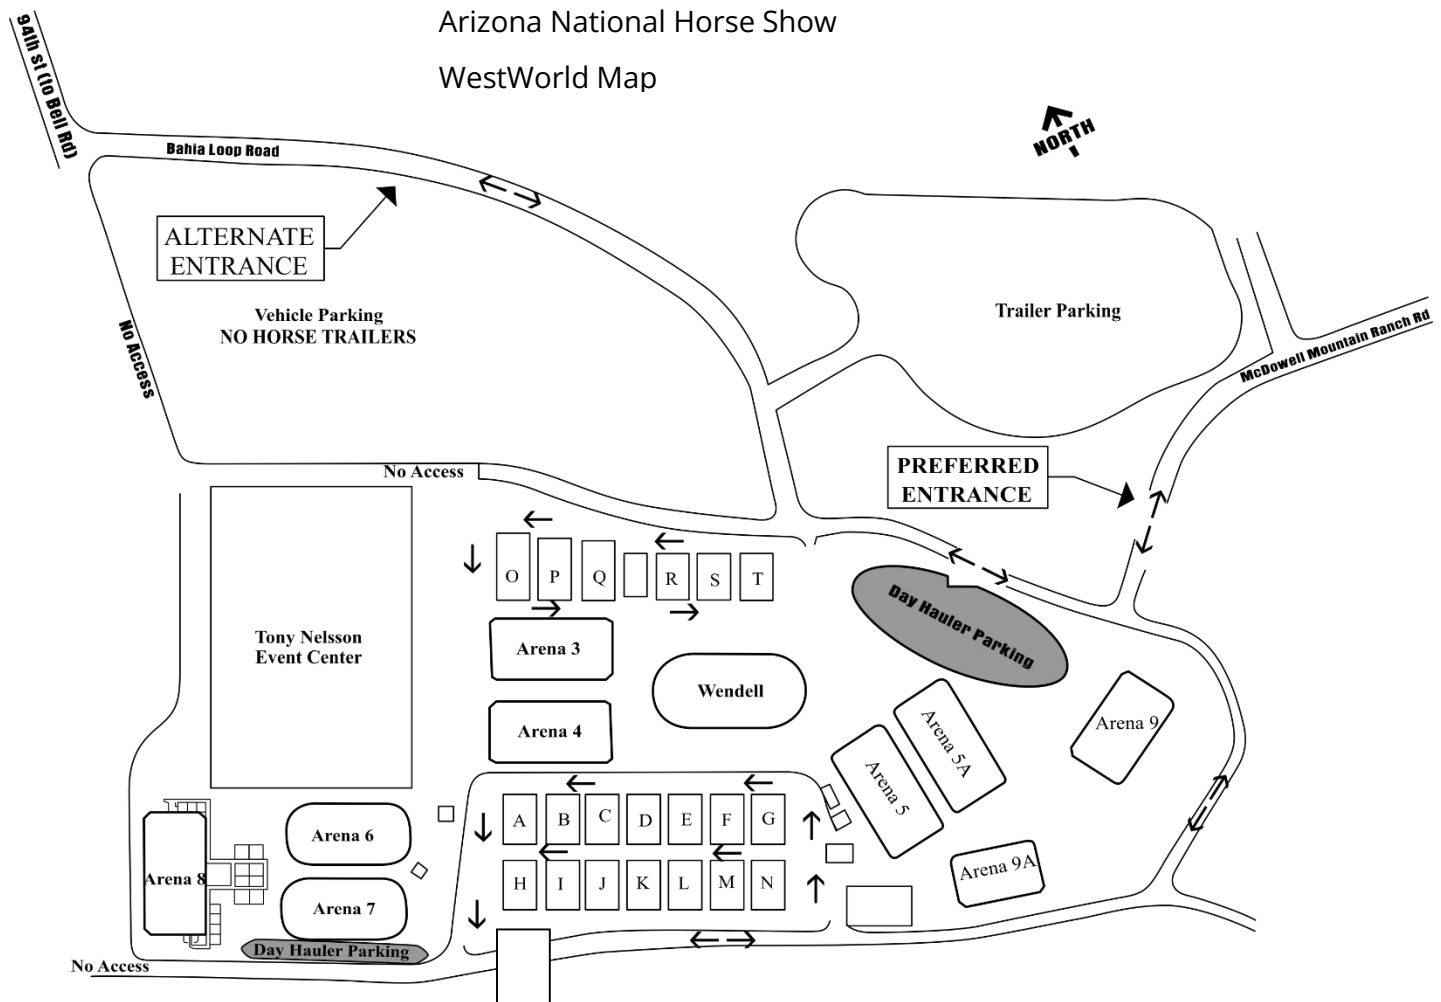 Arizona National Horse Show
WestWorld Map
94th st (to Bell Rd)
Bahia Loop Road
NORTH
ALTERNATE
ENTRANCE
Vehicle Parking
NO HORSE TRAILERS
Trailer Parking
No Access
McDowell Mountain Ranch Rd
No Access
PREFERRED
ENTRANCE
O
P
Q
R
S
T
Day Hauler Parking
Tony Nelsson
Event Center
Arena 3
Wendell
Arena 4
Arena 5A
Arena 5
Arena 9
A
B
C
D
E
F
G
Arena 6
Arena 8
Arena 7
H
I
J
K
L
M
N
Arena 9A
Day Hauler Parking
No Access